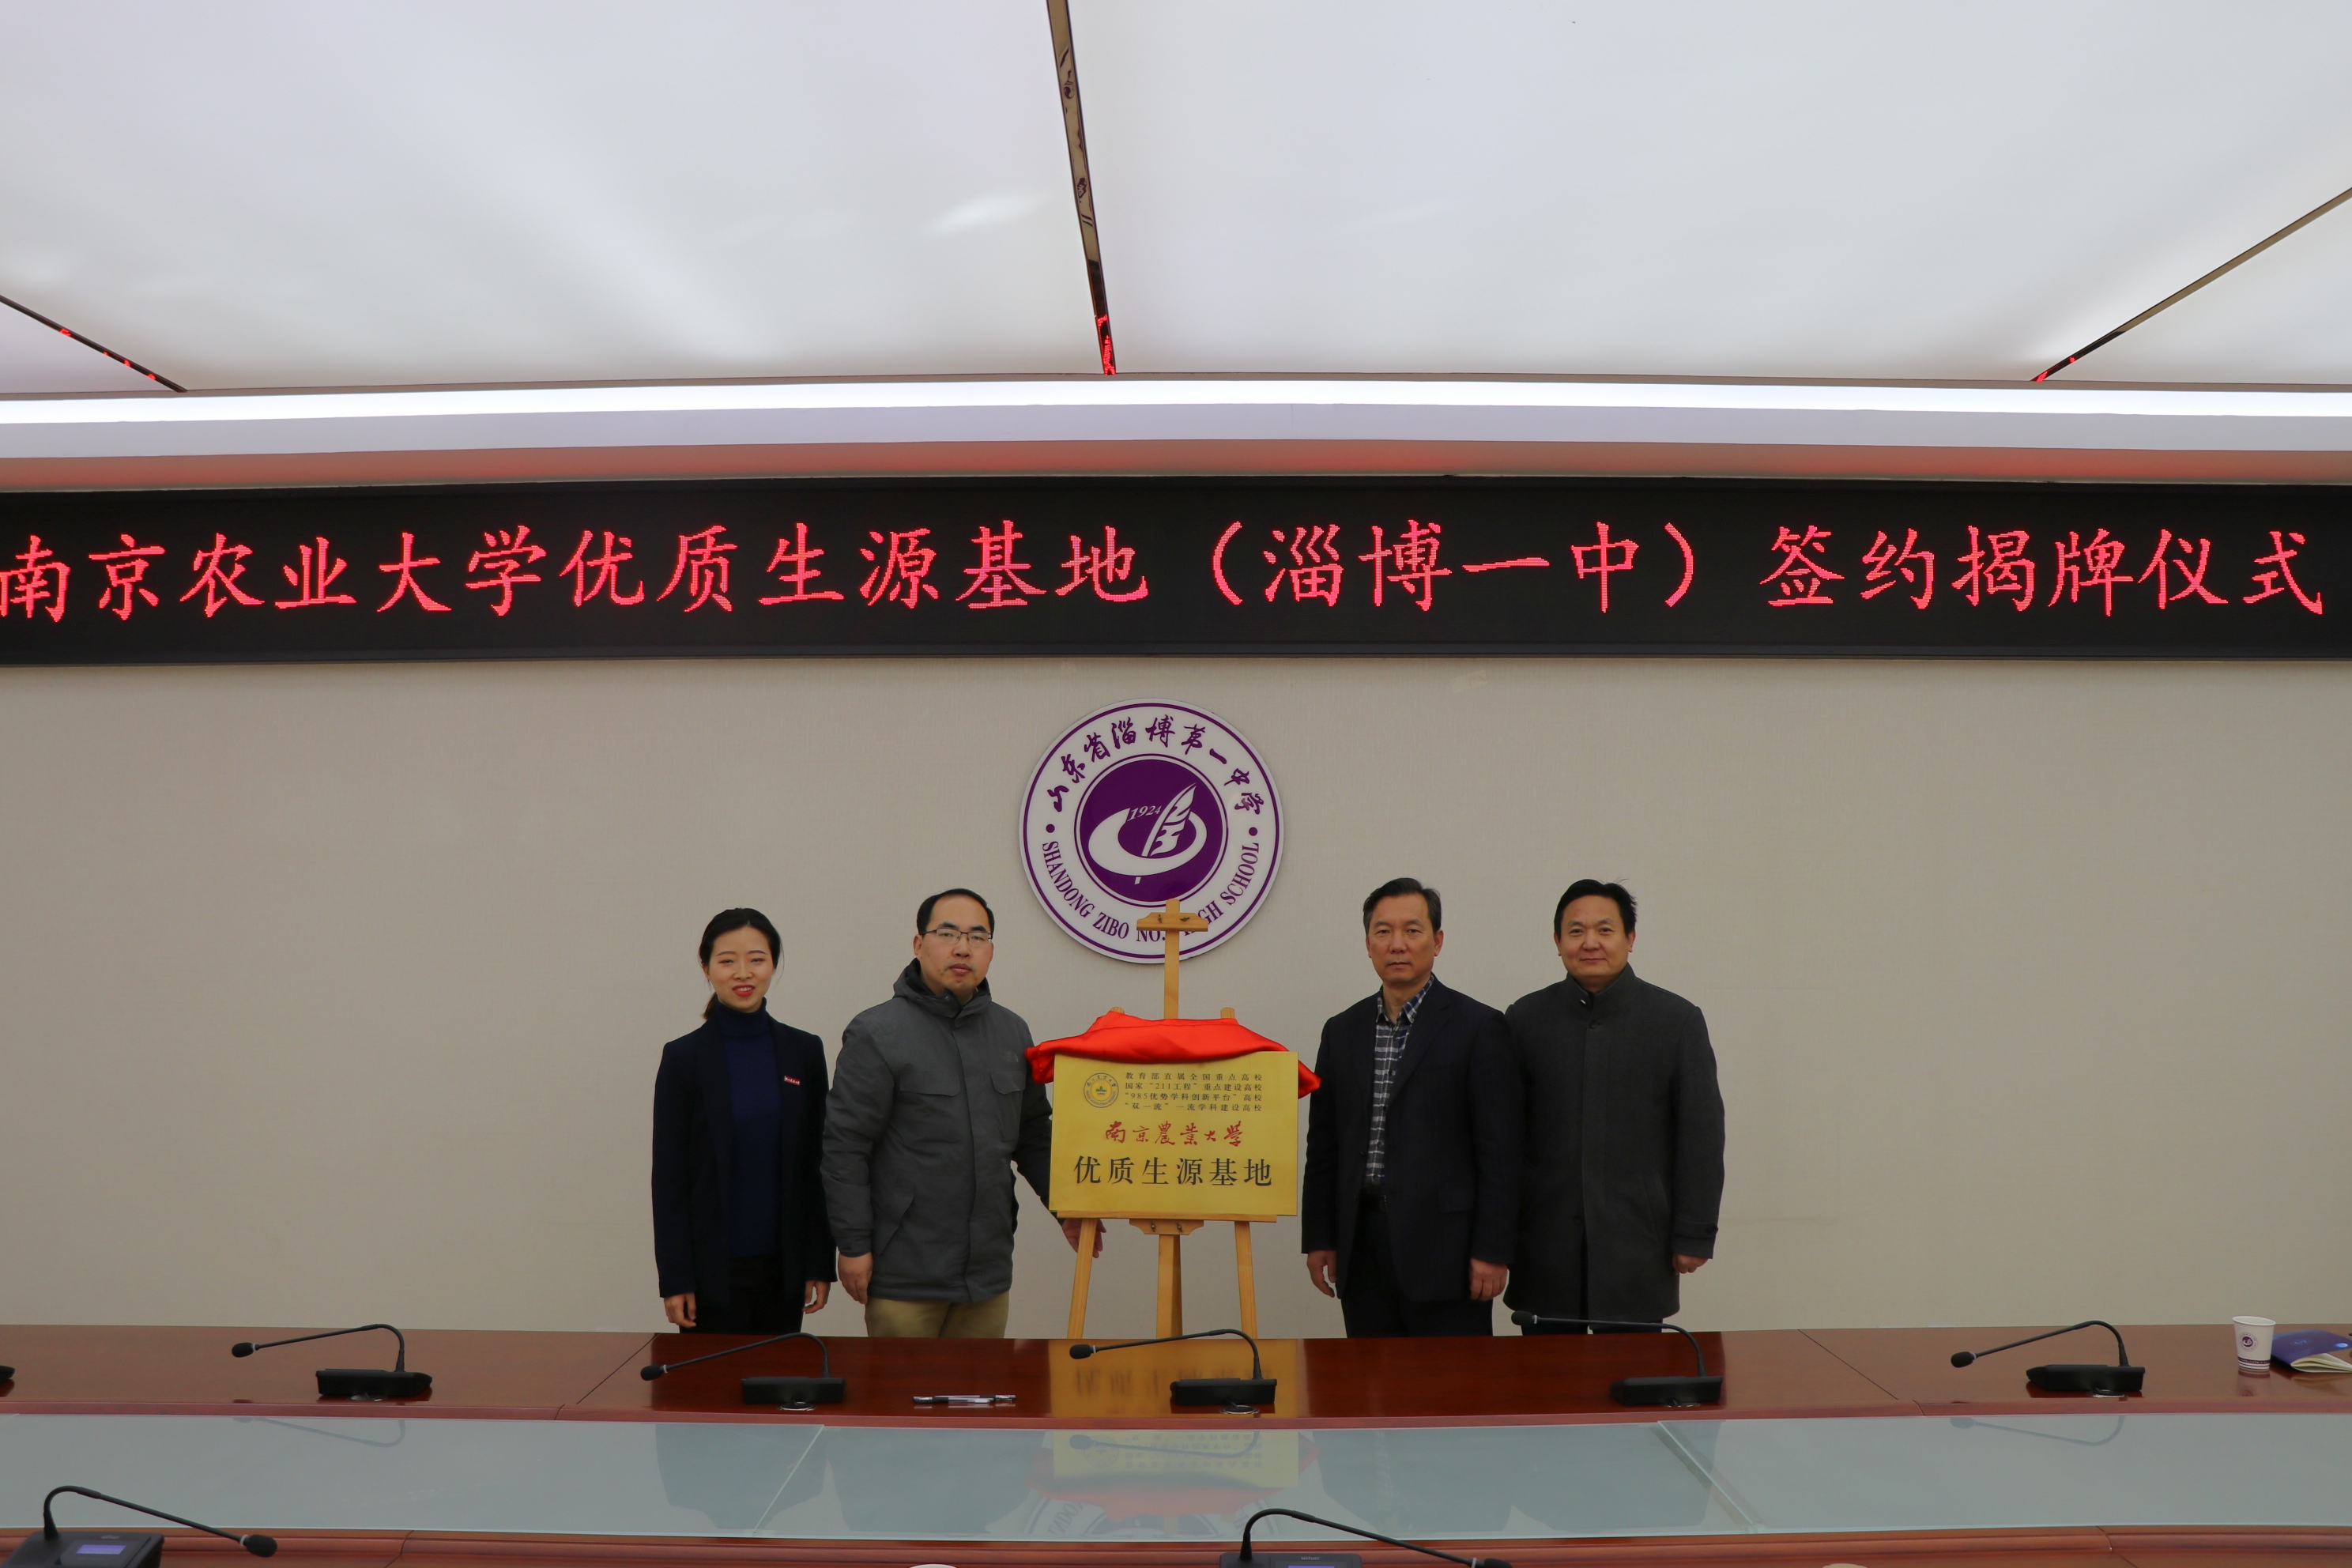 南京农业大学优质生源基地（淄博一中）签约揭牌仪式
山东省淄博第一中学
1924
SHANDONG ZIBO NO. HIGH SCHOOL
教育部直属全国重点高校
国家“211工程”重点建设高校
“985优势学科创新平台”高校
“双一流”一流学科建设高校
南京農業大學
优质生源基地